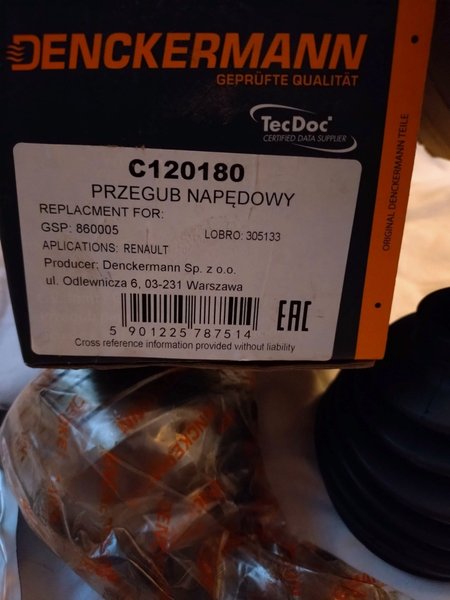 DENCKERMANN
GEPRÜFTE QUALITÄT
TecDoc
CERTIFIED DATA SUPPLIER
C120180
PRZEGUB NAPĘDOWY
REPLACMENT FOR:
GSP: 860005 LOBRO: 305133
APLICATIONS: RENAULT
Producer: Denckermann Sp. z o.o.
ul. Odlewnicza 6, 03-231 Warszawa
5 901225 787514
EAC
Cross reference information provided without liability
ORIGINAL DENCKERMANN TEILE
DENCKERMANN